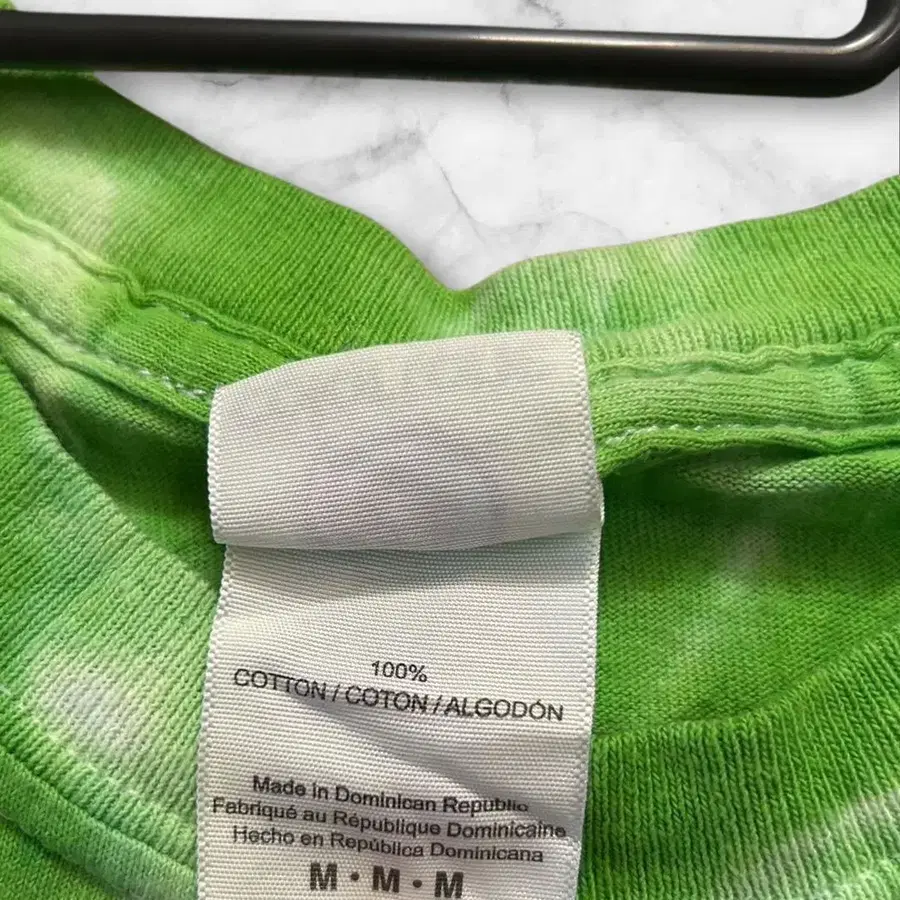 100%
COTTON / COTON / ALGODÓN
Made in Dominican Republic
Fabriqué au République Dominicaine
Hecho en República Dominicana
M • M • M